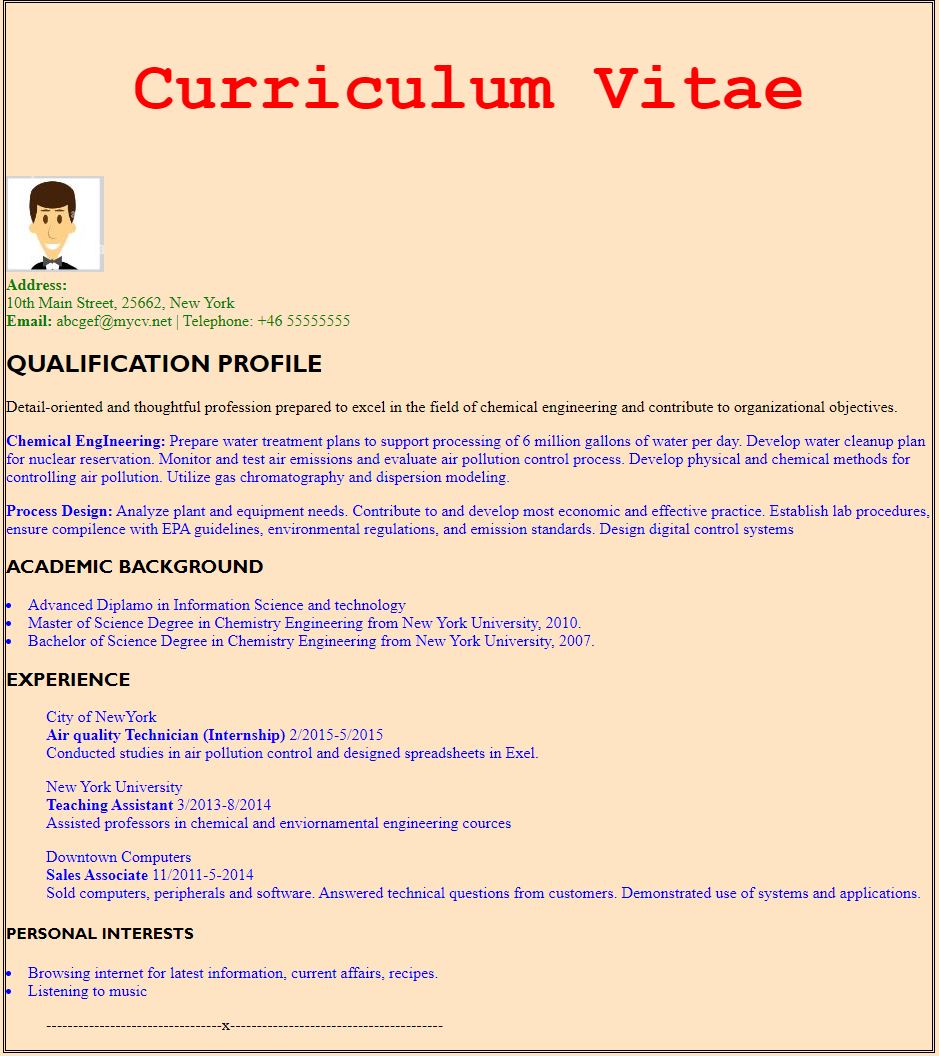 Curriculum Vitae
Address:
10th Main Street, 25662, New York
Email: abcgef@mycv.net | Telephone: +46 55555555
QUALIFICATION PROFILE
Detail-oriented and thoughtful profession prepared to excel in the field of chemical engineering and contribute to organizational objectives.
Chemical EngIneering: Prepare water treatment plans to support processing of 6 million gallons of water per day. Develop water cleanup plan
for nuclear reservation. Monitor and test air emissions and evaluate air pollution control process. Develop physical and chemical methods for
controlling air pollution. Utilize gas chromatography and dispersion modeling.
Process Design: Analyze plant and equipment needs. Contribute to and develop most economic and effective practice. Establish lab procedures,
ensure compilence with EPA guidelines, environmental regulations, and emission standards. Design digital control systems
ACADEMIC BACKGROUND
• Advanced Diplamo in Information Science and technology
• Master of Science Degree in Chemistry Engineering from New York University, 2010.
• Bachelor of Science Degree in Chemistry Engineering from New York University, 2007.
EXPERIENCE
City of NewYork
Air quality Technician (Internship) 2/2015-5/2015
Conducted studies in air pollution control and designed spreadsheets in Exel.
New York University
Teaching Assistant 3/2013-8/2014
Assisted professors in chemical and enviornamental engineering cources
Downtown Computers
Sales Associate 11/2011-5-2014
Sold computers, peripherals and software. Answered technical questions from customers. Demonstrated use of systems and applications.
PERSONAL INTERESTS
• Browsing internet for latest information, current affairs, recipes.
• Listening to music
---------------------------------x----------------------------------------